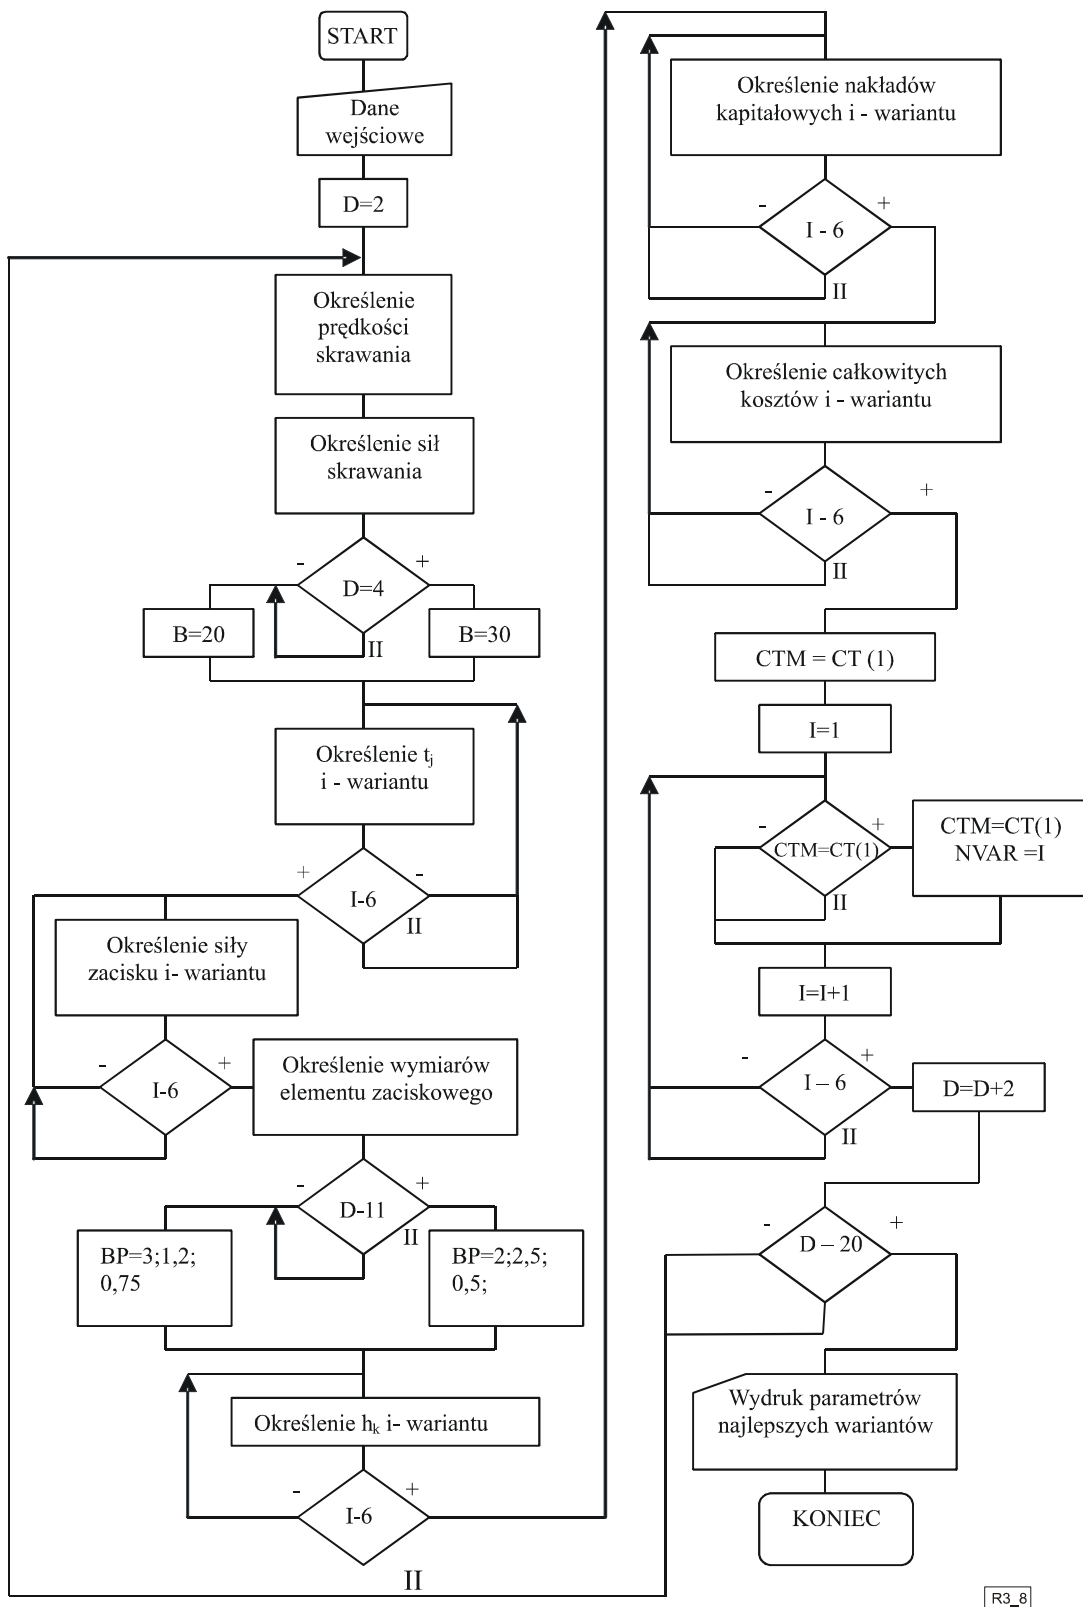 START
Dane
wejściowe
D=2
Określenie
prędkości
skrawania
Określenie sił
skrawania
-
+
D=4
II
B=20
B=30
Określenie tj
i - wariantu
+
-
I-6
II
Określenie siły
zacisku i- wariantu
-
+
I-6
Określenie wymiarów
elementu zaciskowego
-
+
D-11
II
BP=3;1,2;
0,75
BP=2;2,5;
0,5;
Określenie hk i- wariantu
-
+
I-6
II
Określenie nakładów
kapitałowych i - wariantu
-
+
I - 6
II
Określenie całkowitych
kosztów i - wariantu
-
+
I - 6
II
CTM = CT (1)
I=1
-
+
CTM=CT(1)
II
CTM=CT(1)
NVAR =I
I=I+1
-
+
I – 6
II
D=D+2
-
+
D – 20
Wydruk parametrów
najlepszych wariantów
KONIEC
R3_8